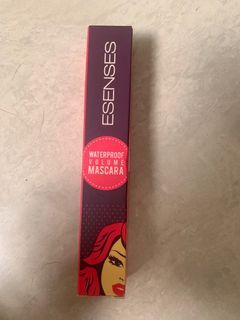 ESENSES
WATERPROOF
VOLUME
MASCARA